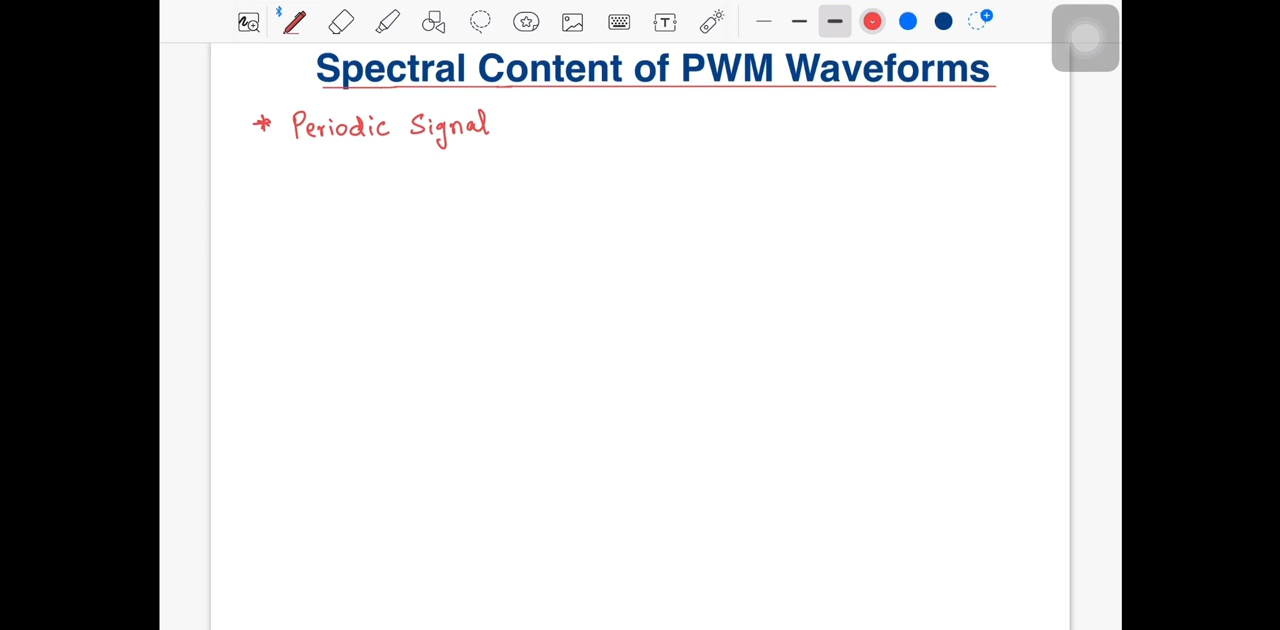 Spectral Content of PWM Waveforms
* Periodic Signal